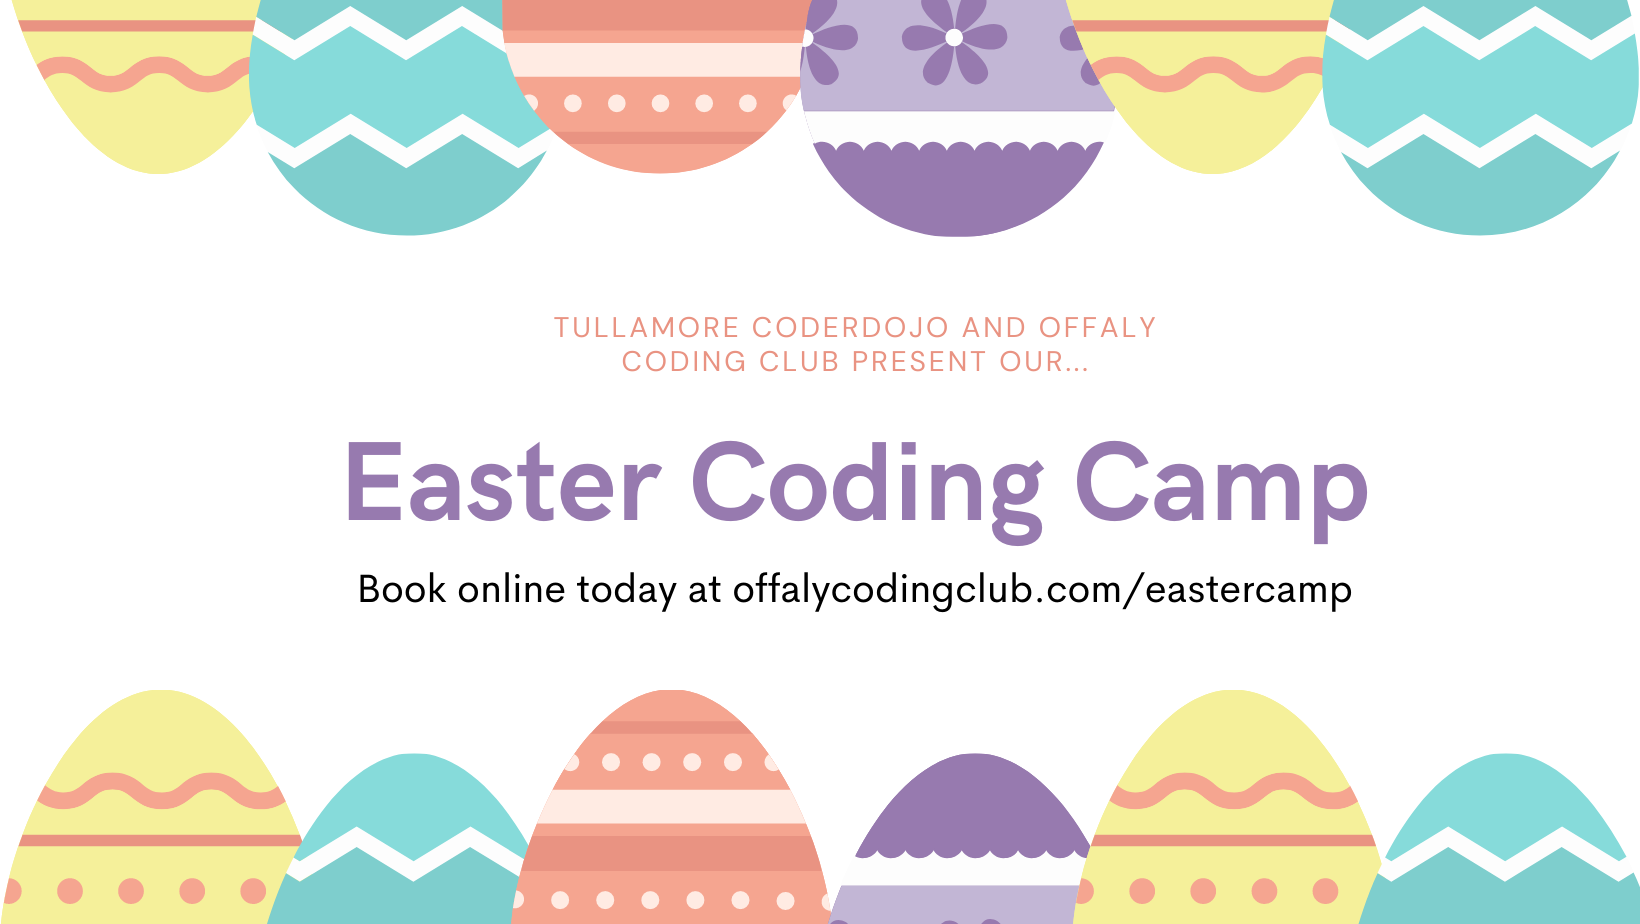 TULLAMORE CODERDOJO AND OFFALY
CODING CLUB PRESENT OUR...
Easter Coding Camp
Book online today at offalycodingclub.com/eastercamp